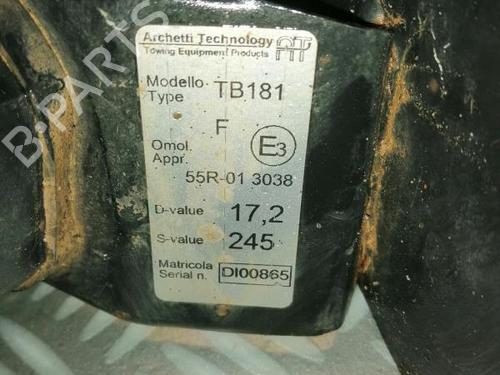 Archetti Technology
Towing Equipment Products
AT
Modello
Type
TB181
F
Omol.
Appr.
E3
55R-01 3038
D-value 17,2
S-value 245
Matricola
Serial n.
DI00865
B-PARTS